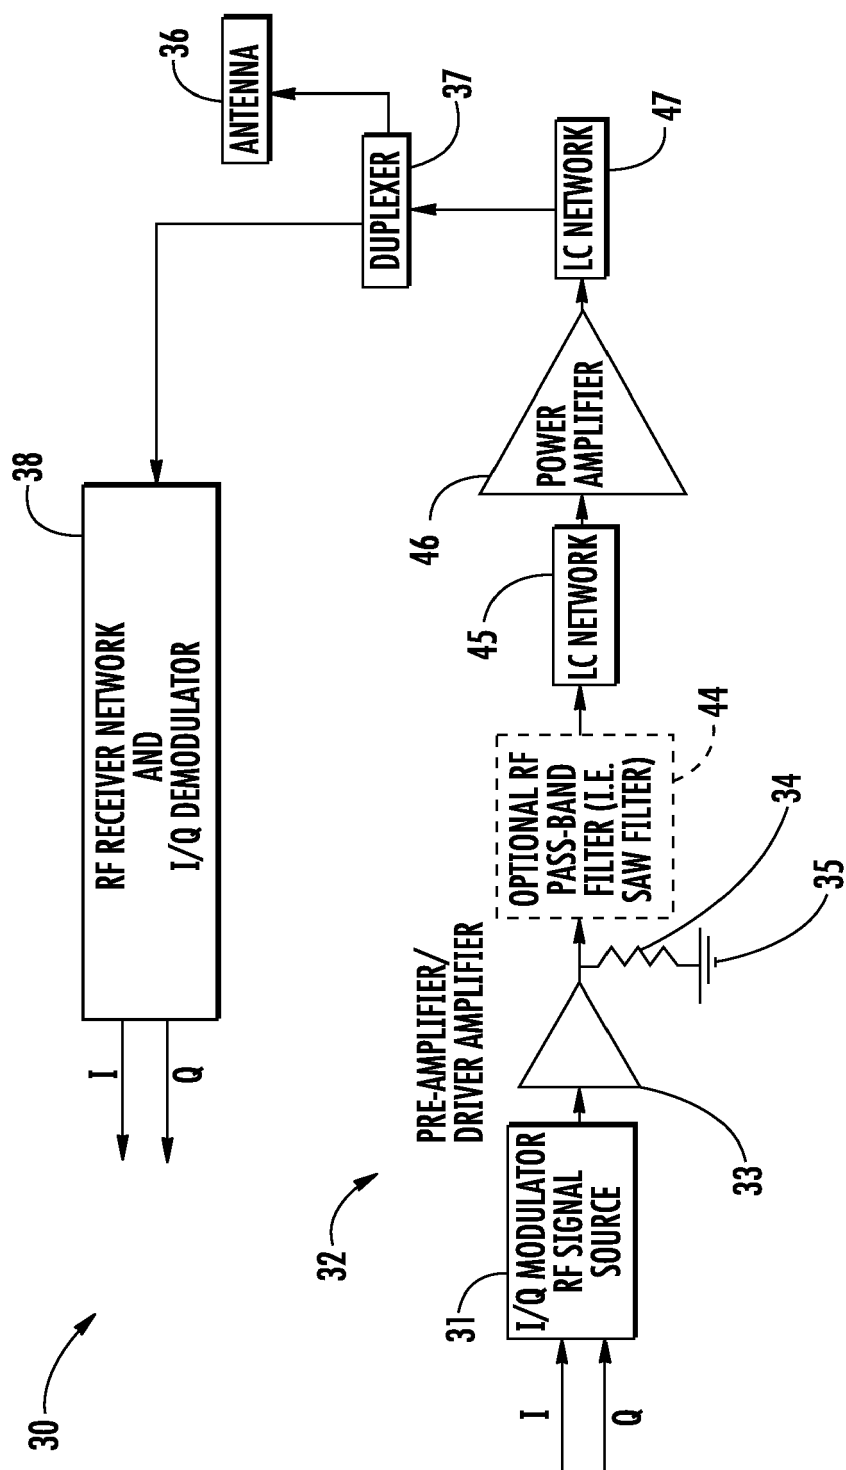 30
38
RF RECEIVER NETWORK
AND
I/Q DEMODULATOR
I
Q
36
ANTENNA
DUPLEXER
37
32
I
Q
31
I/Q MODULATOR
RF SIGNAL
SOURCE
PRE-AMPLIFIER/
DRIVER AMPLIFIER
33
34
35
OPTIONAL RF
PASS-BAND
FILTER (I.E.
SAW FILTER)
44
45
LC NETWORK
46
POWER
AMPLIFIER
LC NETWORK
47